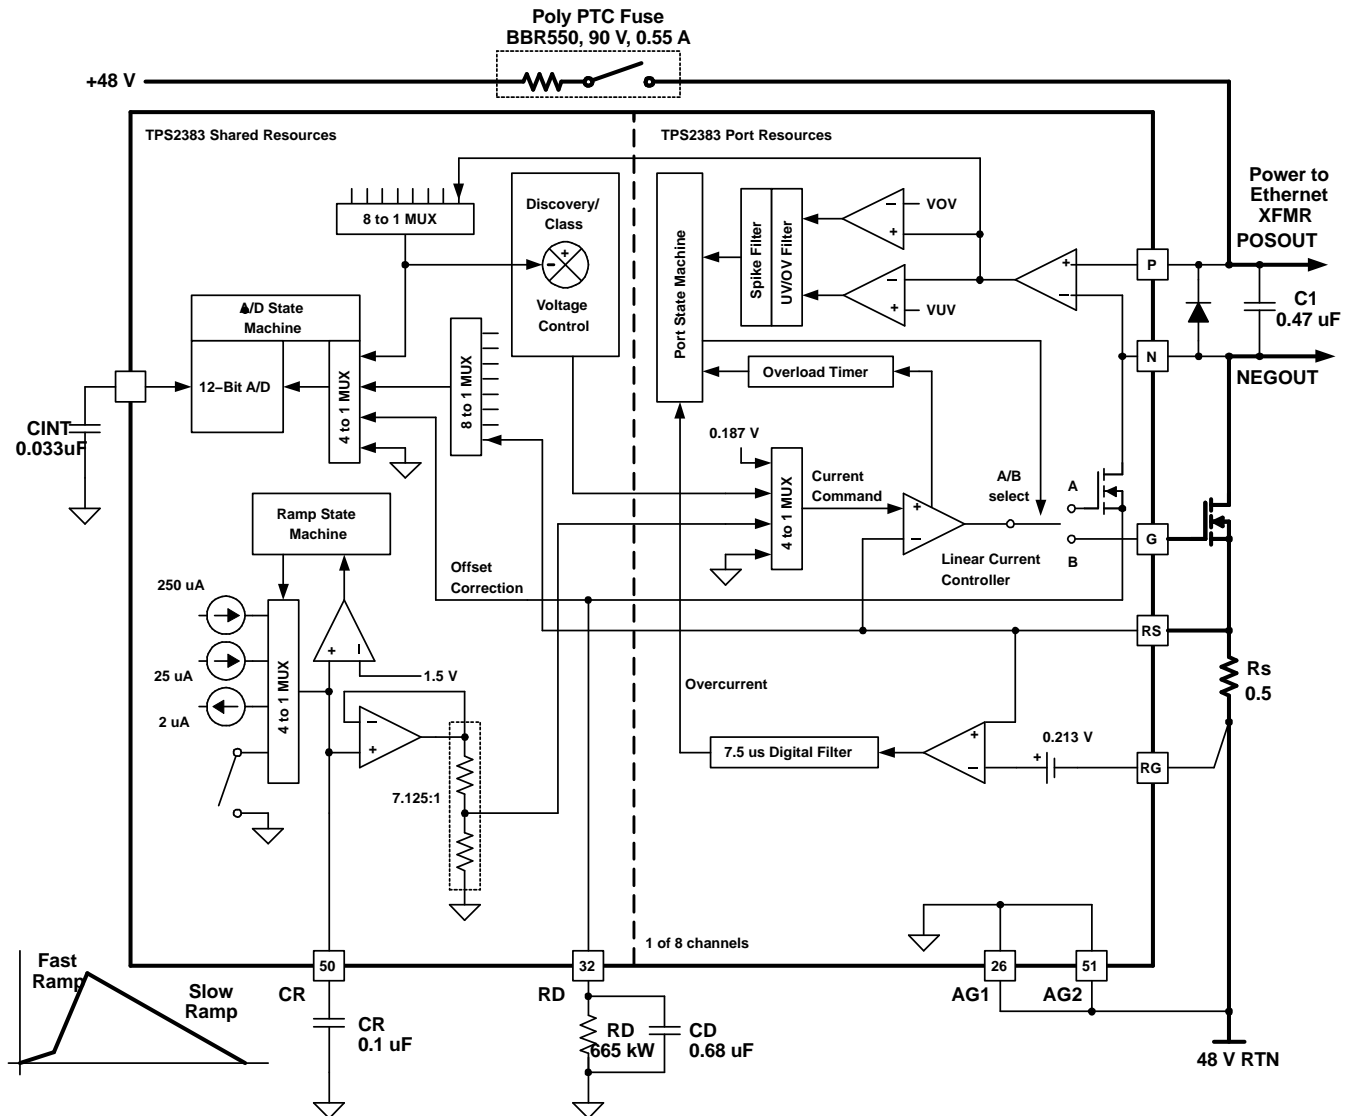 Poly PTC Fuse
BBR550, 90 V, 0.55 A
+48 V
TPS2383 Shared Resources
TPS2383 Port Resources
8 to 1 MUX
Discovery/
Class
+
−
Voltage
Control
Port State Machine
Spike Filter
UV/OV Filter
−
+
VOV
−
+
VUV
+
−
P
Power to
Ethernet
XFMR
POSOUT
C1
0.47 uF
N
NEGOUT
A/D State
Machine
12–Bit A/D
4 to 1 MUX
8 to 1 MUX
CINT
0.033uF
Overload Timer
0.187 V
4 to 1 MUX
Current
Command
+
−
A/B
select
A
B
Linear Current
Controller
G
Ramp State
Machine
Offset
Correction
250 uA
25 uA
2 uA
4 to 1 MUX
+
−
1.5 V
−
+
7.125:1
RS
Rs
0.5
Overcurrent
7.5 us Digital Filter
+
−
+
0.213 V
RG
1 of 8 channels
50
32
26
51
CR
RD
AG1
AG2
Fast
Ramp
Slow
Ramp
CR
0.1 uF
RD
665 kW
CD
0.68 uF
48 V RTN